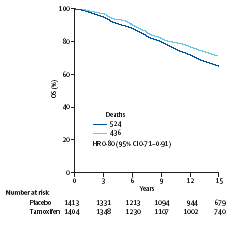 100
80
60
40
20
0
OS (%)
Deaths
524
436
HR 0·80 (95% CI 0·71–0·91)
0 3 6 9 12 15
Years
Number at risk
Placebo 1413 1331 1213 1094 944 679
Tamoxifen 1404 1348 1230 1107 1002 740